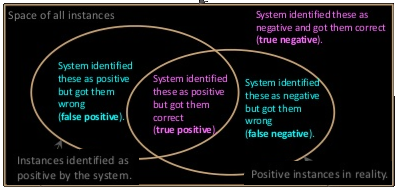 Space of all instances
System identified these as
negative and got them correct
(true negative).
System identified
these as positive
but got them
wrong
(false positive).
System identified
these as positive
but got them
correct
(true positive)
System identified
these as negative
but got them
wrong
(false negative).
Instances identified as
positive by the system.
Positive instances in reality.